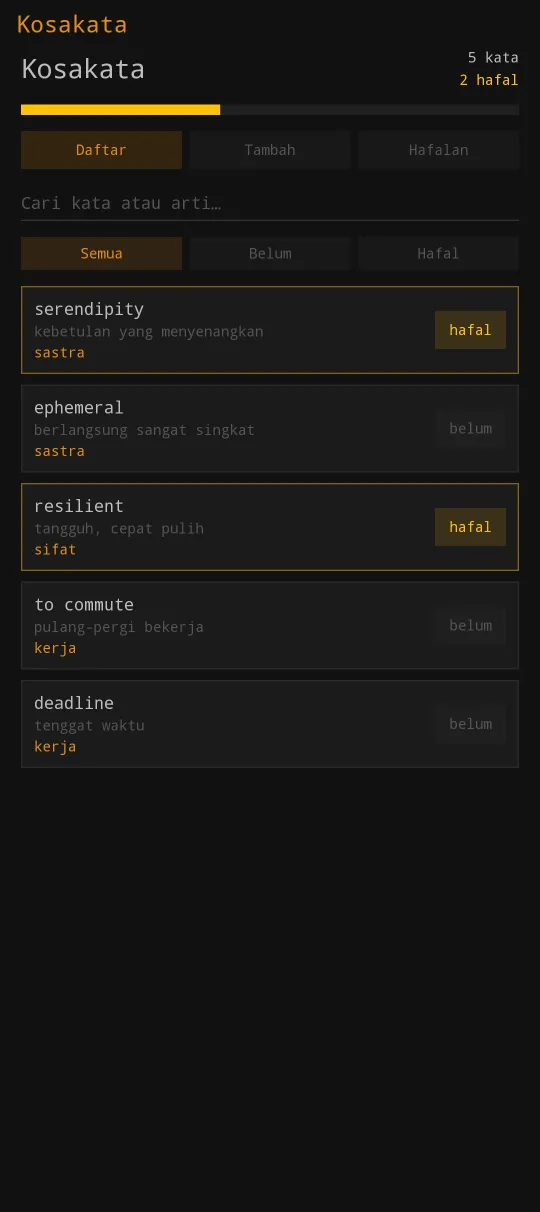 Kosakata
Kosakata
5 kata
2 hafal
Daftar
Tambah
Hafalan
Cari kata atau arti…
Semua
Belum
Hafal
serendipity
kebetulan yang menyenangkan
sastra
hafal
ephemeral
berlangsung sangat singkat
sastra
belum
resilient
tangguh, cepat pulih
sifat
hafal
to commute
pulang-pergi bekerja
kerja
belum
deadline
tenggat waktu
kerja
belum